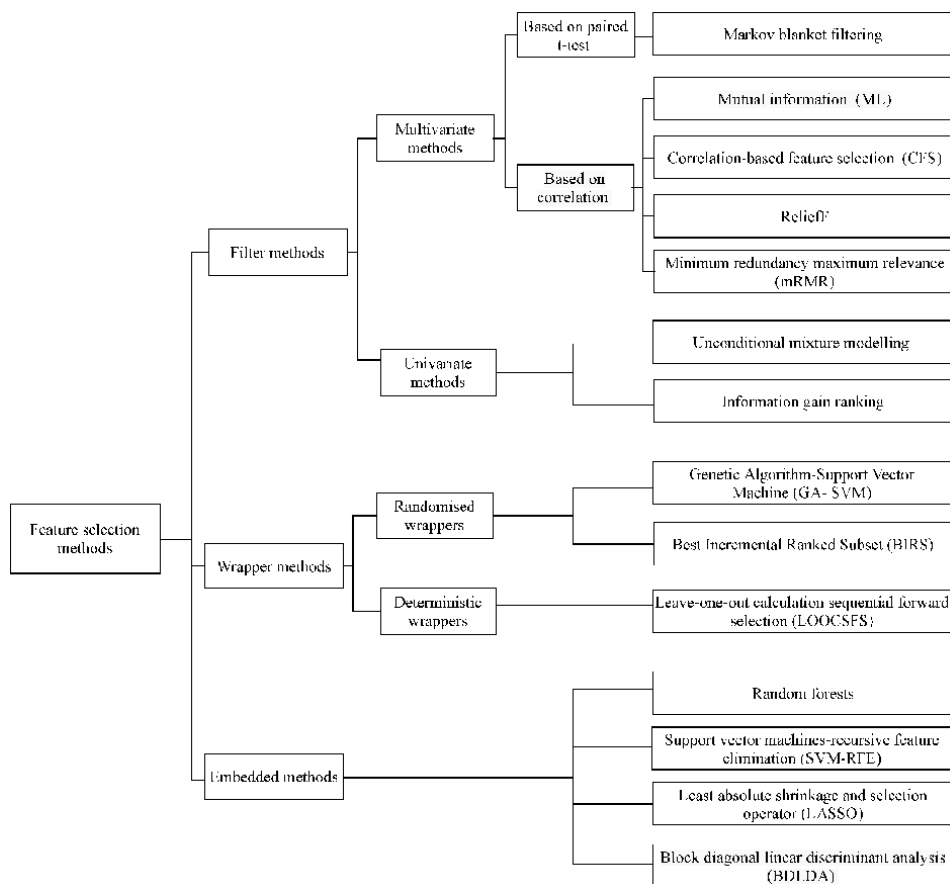 Based on paired
t-test
Markov blanket filtering
Mutual information (ML)
Multivariate
methods
Correlation-based feature selection (CFS)
Based on
correlation
ReliefF
Filter methods
Minimum redundancy maximum relevance
(mRMR)
Unconditional mixture modelling
Univariate
methods
Information gain ranking
Genetic Algorithm-Support Vector
Machine (GA- SVM)
Randomised
wrappers
Feature selection
methods
Best Incremental Ranked Subset (BIRS)
Wrapper methods
Deterministic
wrappers
Leave-one-out calculation sequential forward
selection (LOOCSFS)
Random forests
Support vector machines-recursive feature
elimination (SVM-RFE)
Embedded methods
Least absolute shrinkage and selection
operator (LASSO)
Block diagonal linear discriminant analysis
(BDLDA)